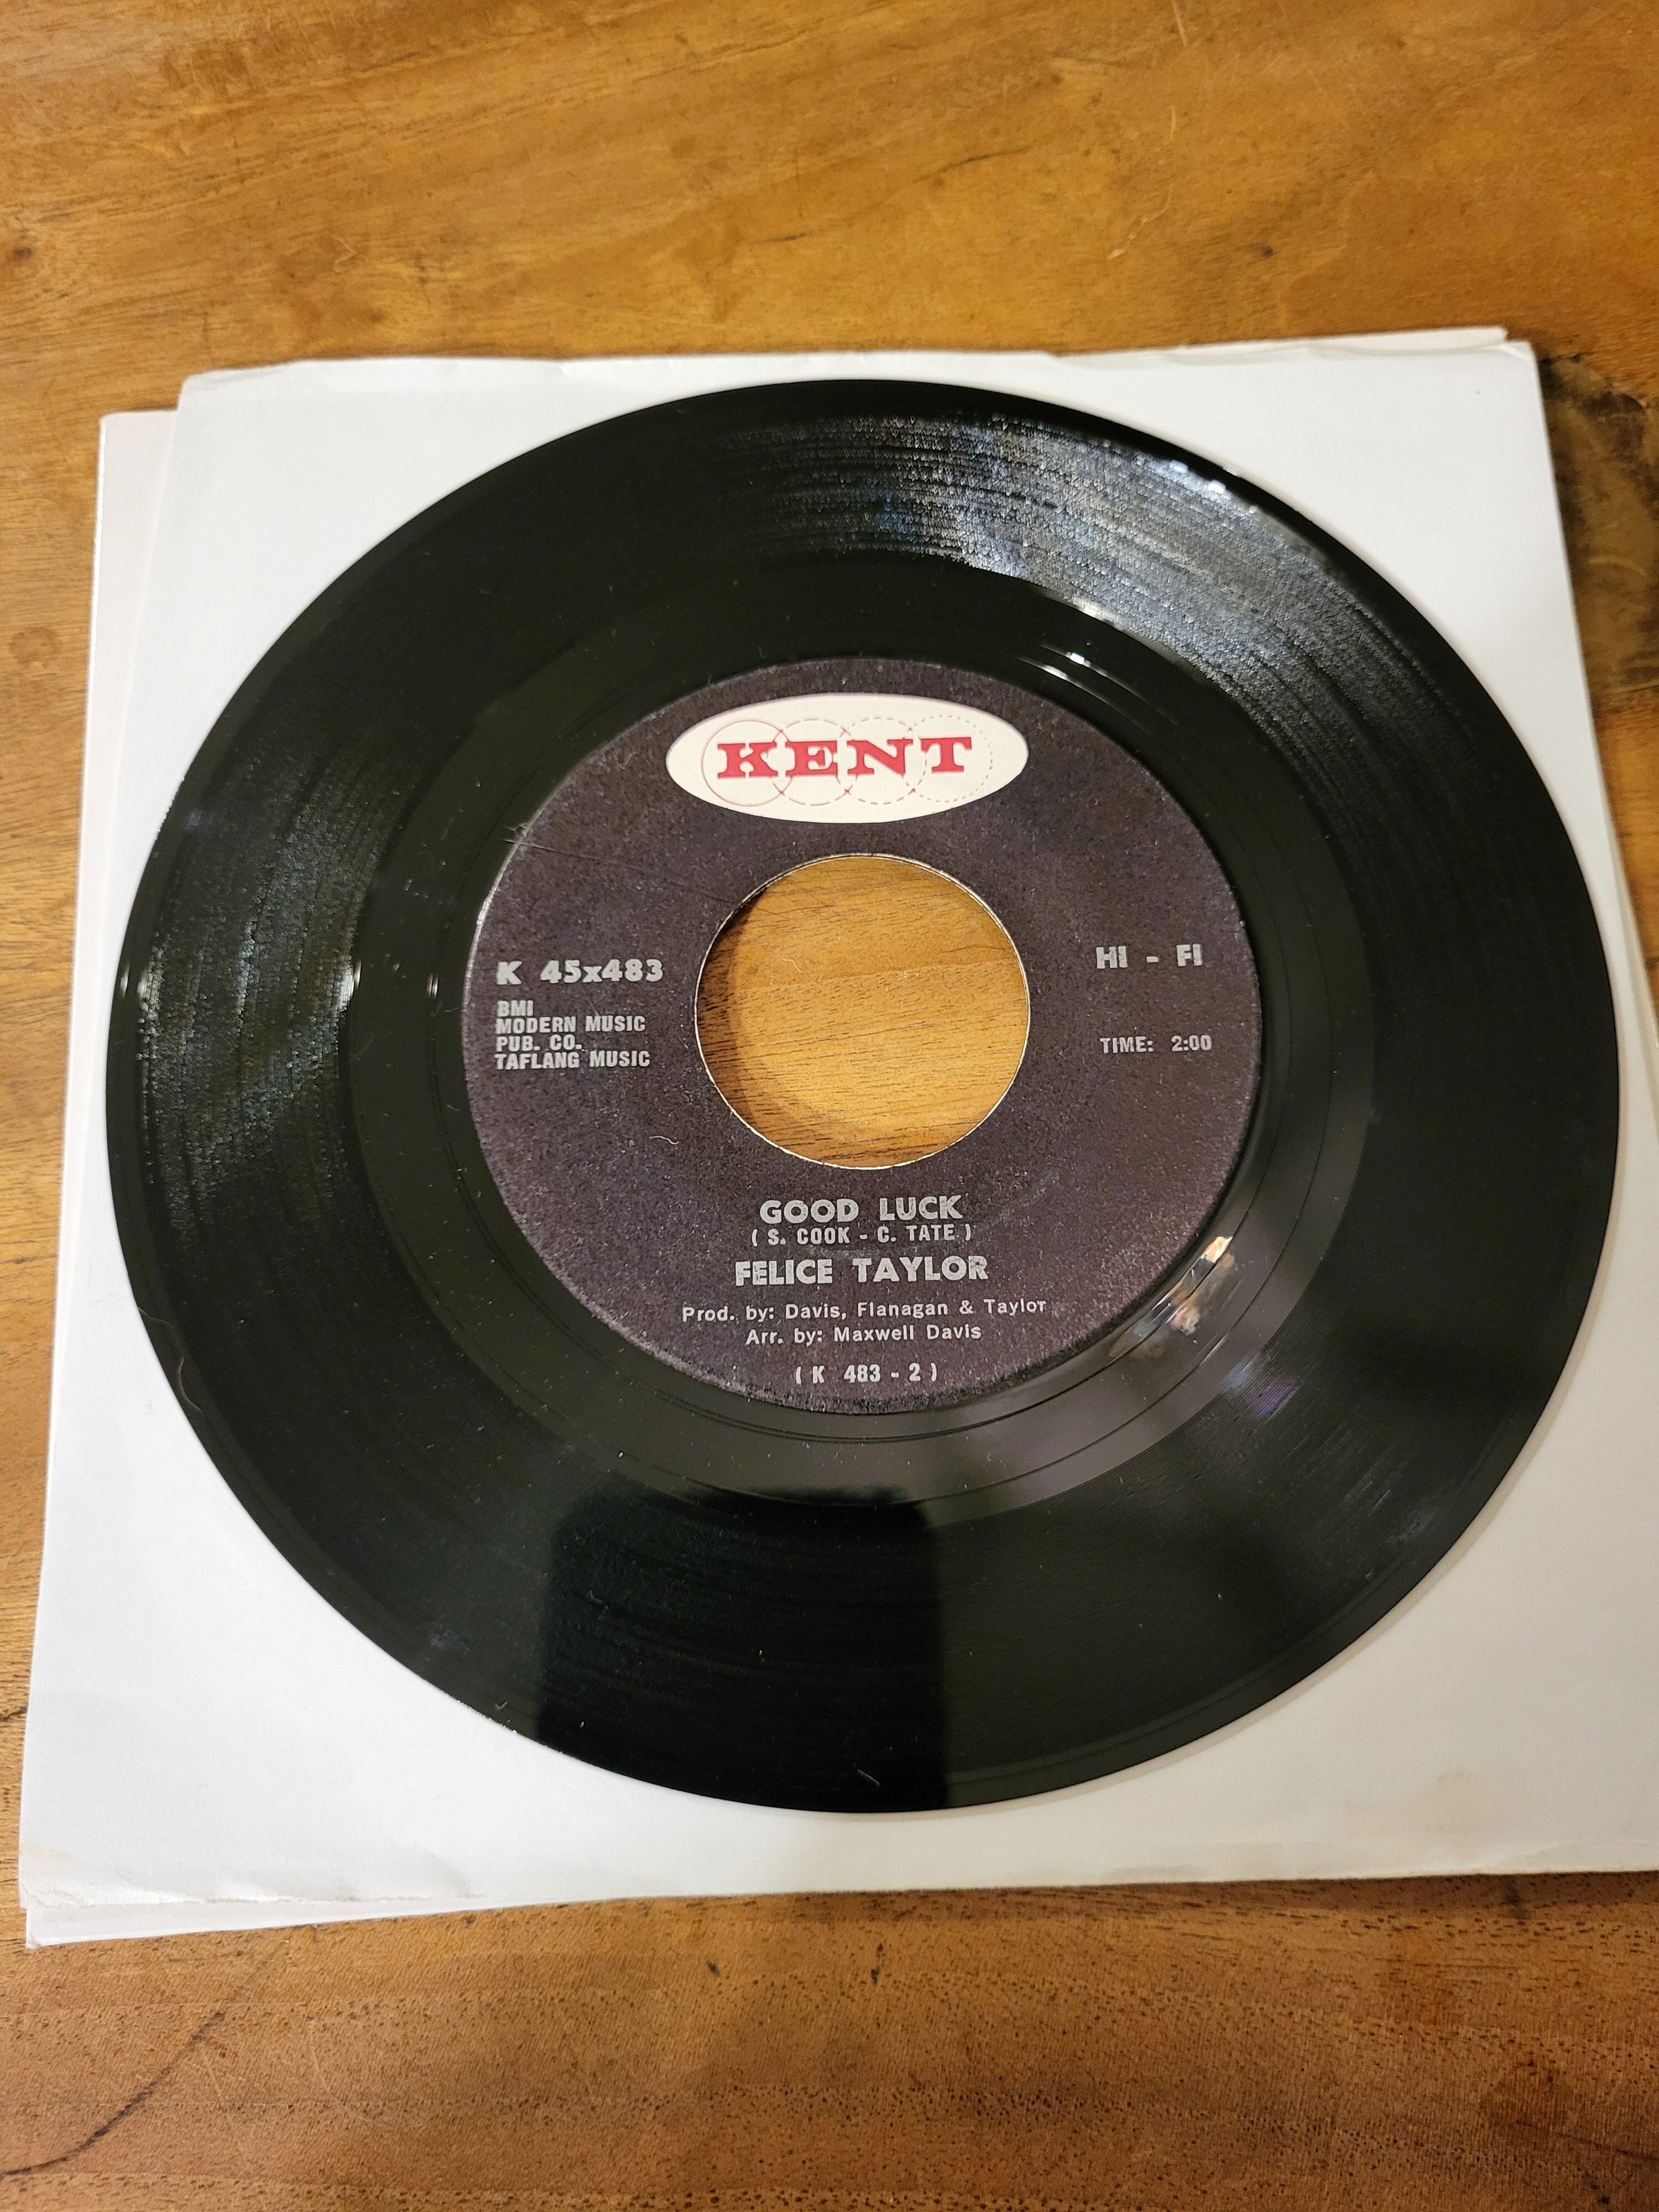 KENT
K 45x483
BMI
MODERN MUSIC
PUB. CO.
TAFLANG MUSIC
HI - FI
TIME: 2:00
GOOD LUCK
( S. COOK - C. TATE )
FELICE TAYLOR
Prod. by: Davis, Flanagan & Taylor
Arr. by: Maxwell Davis
( K 483 - 2 )